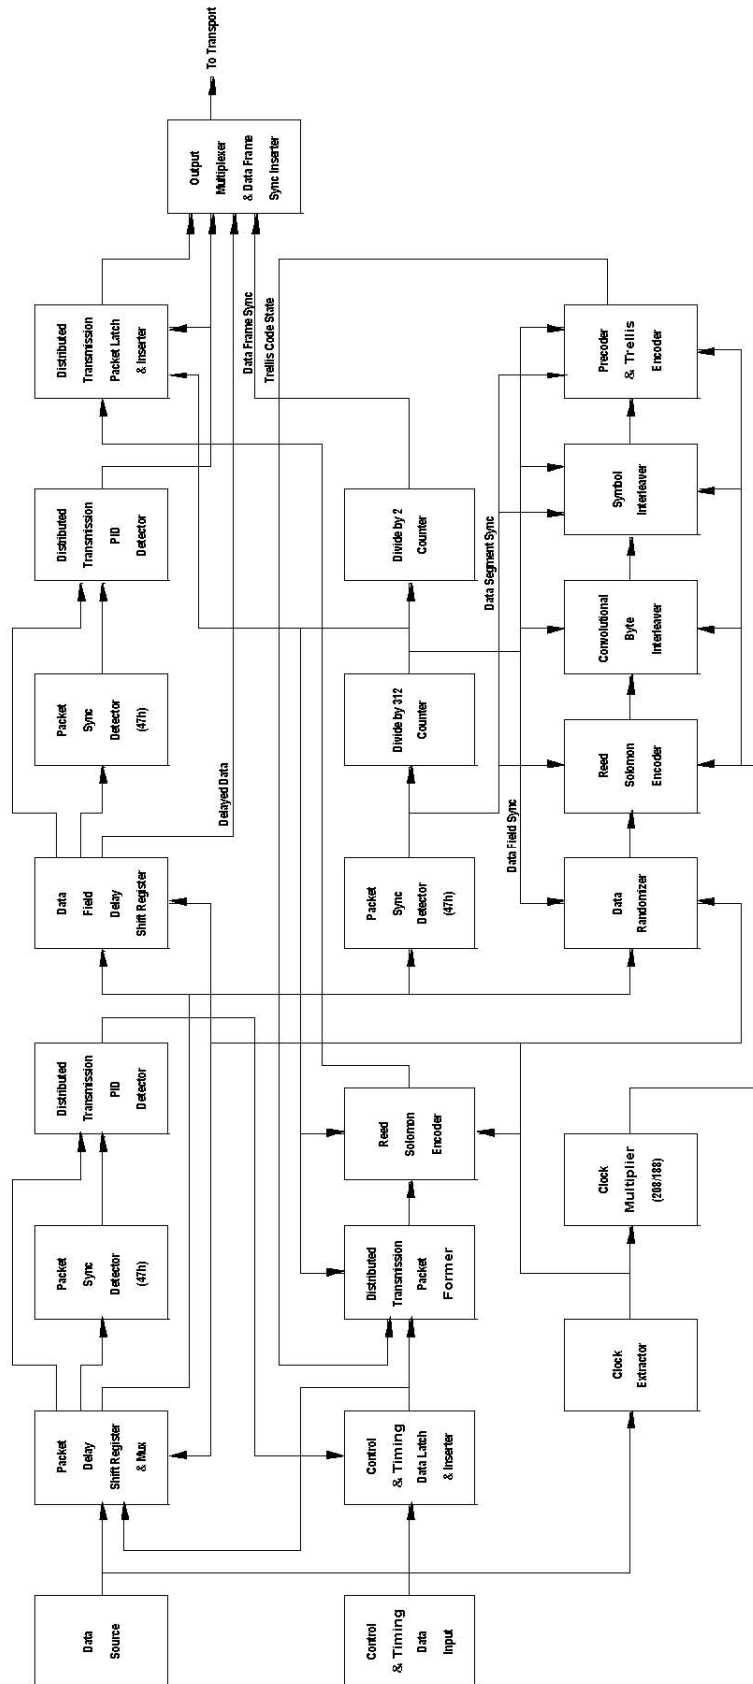 Data
Source
Packet
Delay
Shift Register
& Mux
Packet
Sync
Detector
(47h)
Distributed
Transmission
PID
Detector
Data
Field
Delay
Shift Register
Packet
Sync
Detector
(47h)
Distributed
Transmission
PID
Detector
Distributed
Transmission
Packet Latch
& Inserter
Output
Multiplexer
& Data Frame
Sync Inserter
To Transport
Delayed Data
Data Frame Sync
Trellis Code State
Control
& Timing
Data
Input
Control
& Timing
Data Latch
& Inserter
Distributed
Transmission
Packet
Former
Reed
Solomon
Encoder
Packet
Sync
Detector
(47h)
Divide by 312
Counter
Divide by 2
Counter
Data Segment Sync
Data Field Sync
Clock
Extractor
Clock
Multiplier
(208/188)
Data
Randomizer
Reed
Solomon
Encoder
Convolutional
Byte
Interleaver
Symbol
Interleaver
Precoder
& Trellis
Encoder